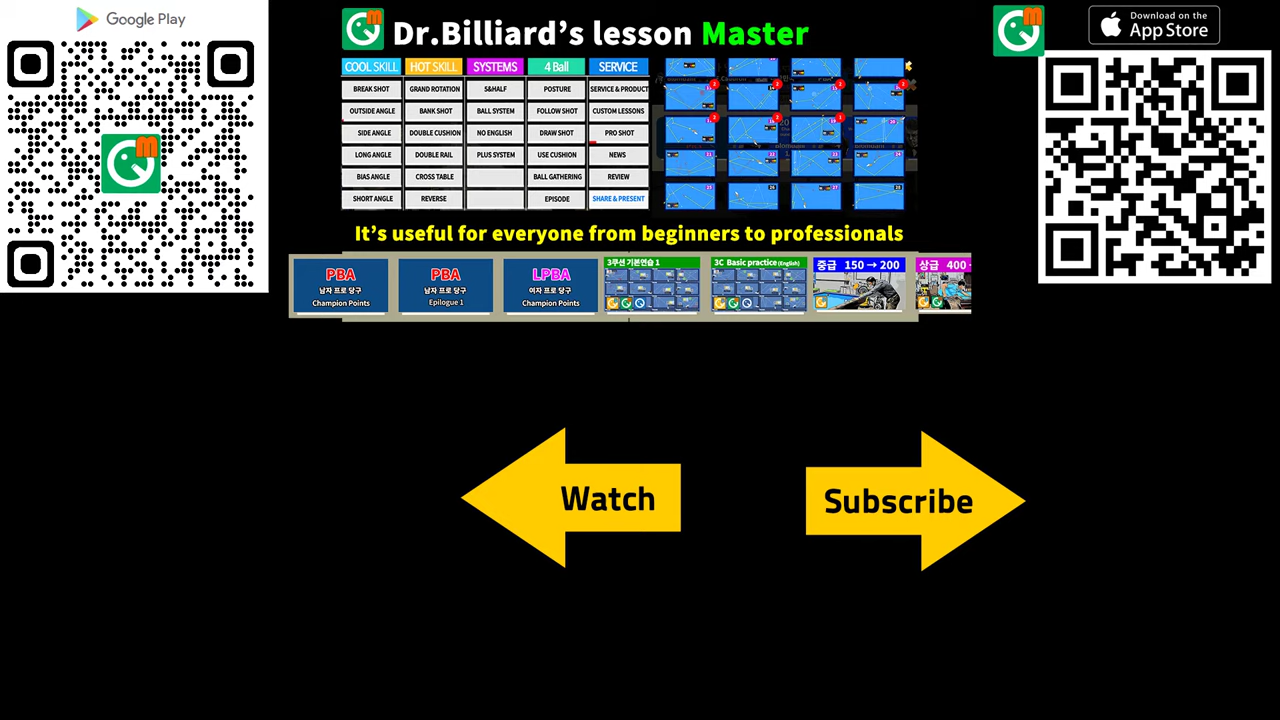 Google Play
Dr.Billiard's lesson Master
Download on the
App Store
COOL SKILL HOT SKILL SYSTEMS 4 Ball SERVICE
BREAK SHOT GRAND ROTATION 5&HALF POSTURE SERVICE & PRODUCT
OUTSIDE ANGLE BANK SHOT BALL SYSTEM FOLLOW SHOT CUSTOM LESSONS
SIDE ANGLE DOUBLE CUSHION NO ENGLISH DRAW SHOT PRO SHOT
LONG ANGLE DOUBLE RAIL PLUS SYSTEM USE CUSHION NEWS
BIAS ANGLE CROSS TABLE BALL GATHERING REVIEW
SHORT ANGLE REVERSE EPISODE SHARE & PRESENT
It's useful for everyone from beginners to professionals
PBA
남자 프로 당구
Champion Points
PBA
남자 프로 당구
Epilogue 1
LPBA
여자 프로 당구
Champion Points
3쿠션 기본연습 1
3C Basic practice (English)
중급 150 → 200
상급 400
Watch
Subscribe